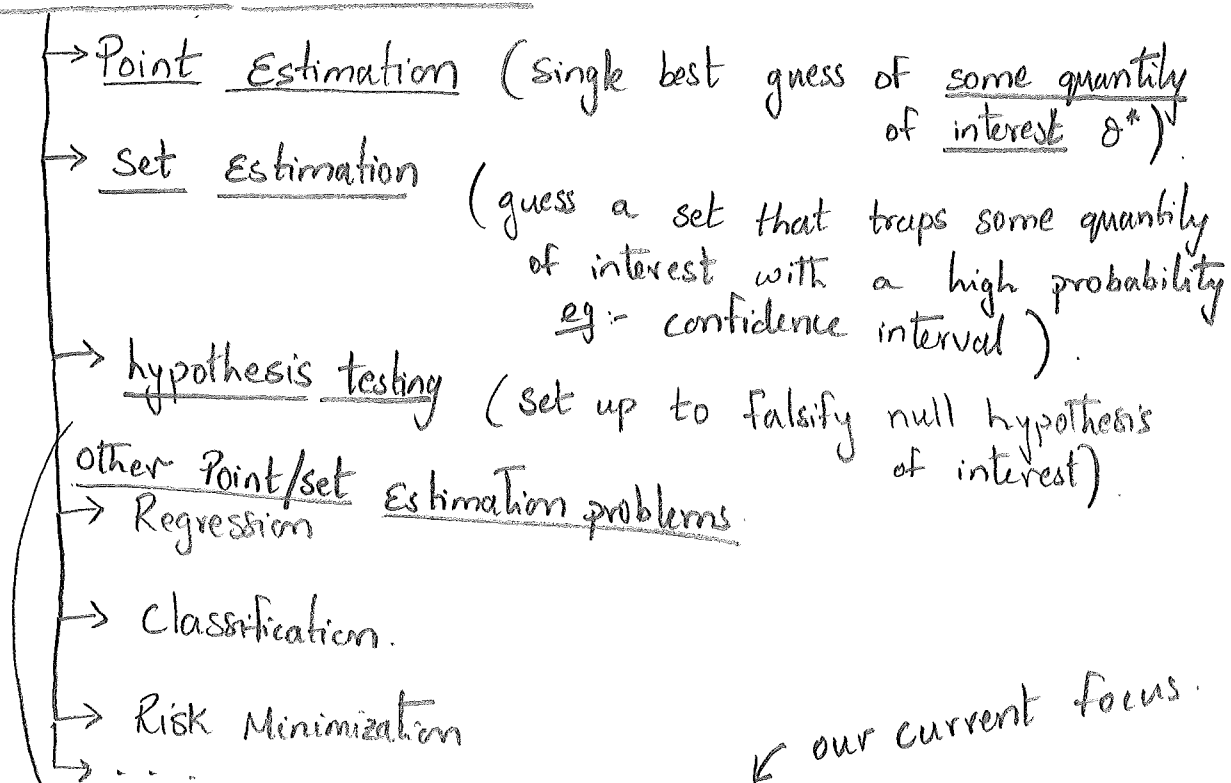 → Point Estimation (Single best guess of some quantity
of interest θ*).
→ Set Estimation
(guess a set that traps some quantity
of interest with a high probability
eg:- confidence interval).
→ hypothesis testing (set up to falsify null hypothesis
of interest).
other Point/set Estimation problems.
→ Regression
→ Classification.
→ Risk Minimization
→ . . . .
↙ our current focus.